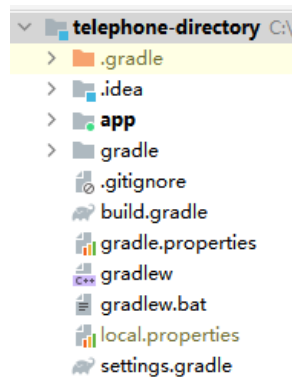 telephone-directory C:\
.gradle
.idea
app
gradle
.gitignore
build.gradle
gradle.properties
C++ gradlew
gradlew.bat
local.properties
settings.gradle